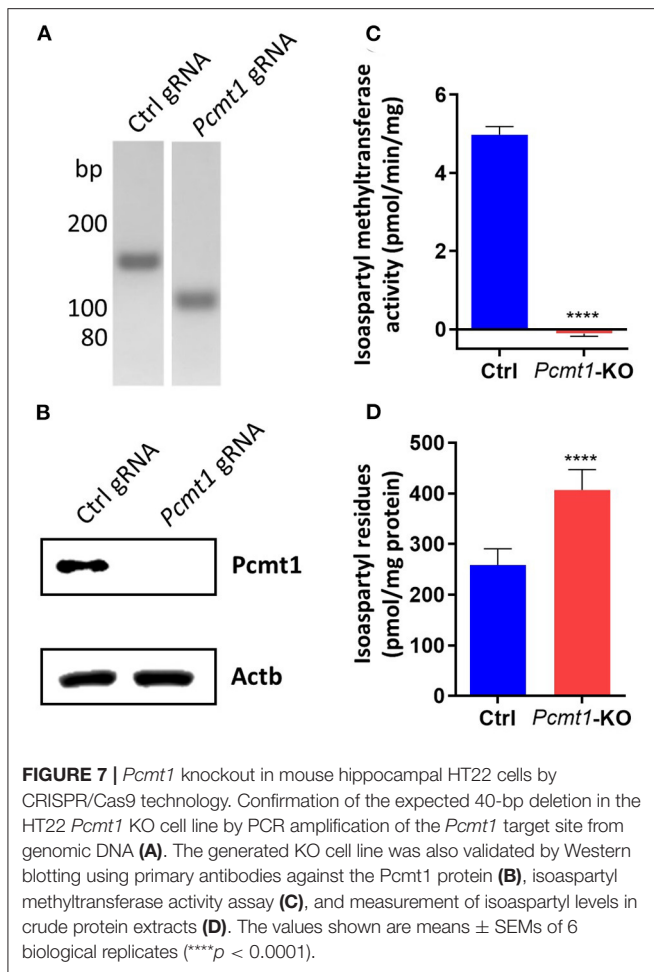 A
Ctrl gRNA
Pcmt1 gRNA
bp
200
100
80
B
Ctrl gRNA
Pcmt1 gRNA
Pcmt1
Actb
C
Isoaspartyl methyltransferase
activity (pmol/min/mg)
6
4
2
0
****
Ctrl
Pcmt1-KO
D
Isoaspartyl residues
(pmol/mg protein)
500
400
300
200
100
0
****
Ctrl
Pcmt1-KO
FIGURE 7 | Pcmt1 knockout in mouse hippocampal HT22 cells by
CRISPR/Cas9 technology. Confirmation of the expected 40-bp deletion in the
HT22 Pcmt1 KO cell line by PCR amplification of the Pcmt1 target site from
genomic DNA (A). The generated KO cell line was also validated by Western
blotting using primary antibodies against the Pcmt1 protein (B), isoaspartyl
methyltransferase activity assay (C), and measurement of isoaspartyl levels in
crude protein extracts (D). The values shown are means ± SEMs of 6
biological replicates (****p < 0.0001).